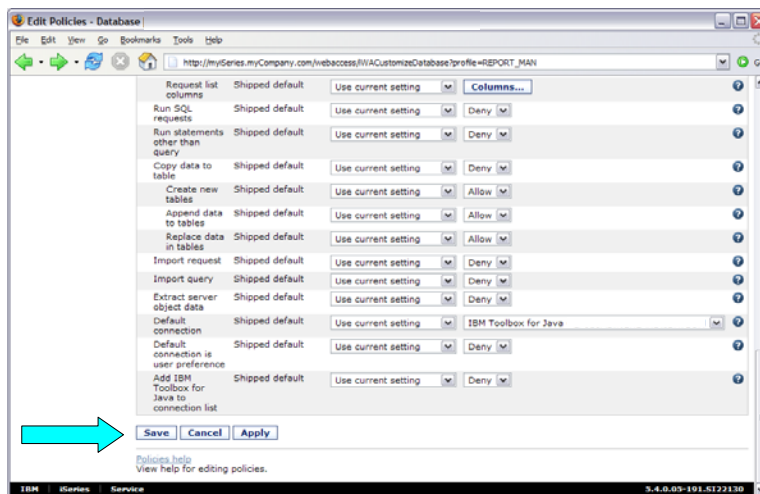 Edit Policies - Database
File Edit View Go Bookmarks Tools Help
http://myiSeries.myCompany.com/webaccess/iWACustomizeDatabase?profile=REPORT_MAN
Request list columns Shipped default Use current setting Columns...
Run SQL requests Shipped default Use current setting Deny
Run statements other than query Shipped default Use current setting Deny
Copy data to table Shipped default Use current setting Deny
Create new tables Shipped default Use current setting Allow
Append data to tables Shipped default Use current setting Allow
Replace data in tables Shipped default Use current setting Allow
Import request Shipped default Use current setting Deny
Import query Shipped default Use current setting Deny
Extract server object data Shipped default Use current setting Deny
Default connection Shipped default Use current setting IBM Toolbox for Java
Default connection is user preference Shipped default Use current setting Deny
Add IBM Toolbox for Java to connection list Shipped default Use current setting Deny
Save Cancel Apply
Policies help
View help for editing policies.
IBM iSeries Service 5.4.0.05-191.SI22130